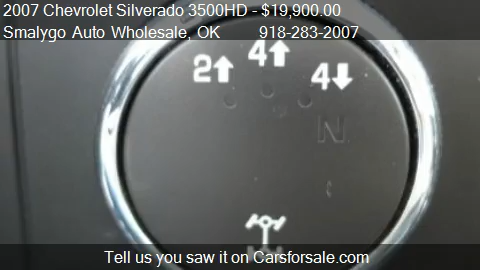 2007 Chevrolet Silverado 3500HD - $19,900.00
Smalygo Auto Wholesale, OK 918-283-2007
2↑ 4↑ 4↓
N
Tell us you saw it on Carsforsale.com